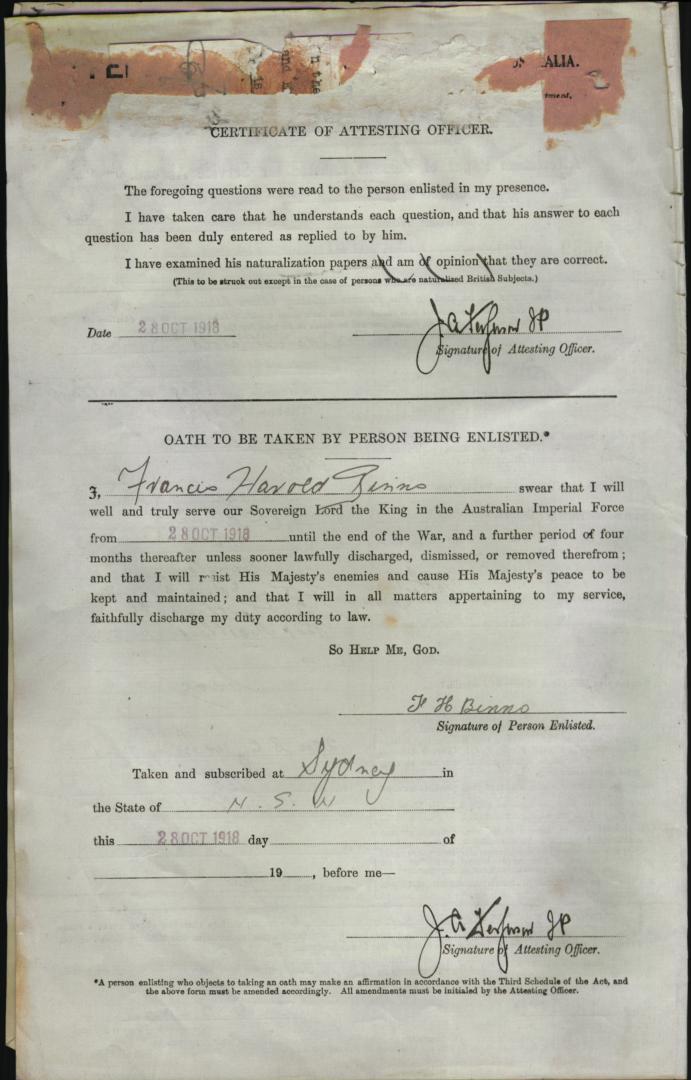 ALIA.
n the
and
is
tment.
CERTIFICATE OF ATTESTING OFFICER.
The foregoing questions were read to the person enlisted in my presence.
I have taken care that he understands each question, and that his answer to each
question has been duly entered as replied to by him.
I have examined his naturalization papers and am of opinion that they are correct.
(This to be struck out except in the case of persons who are naturalized British Subjects.)
Date 28 OCT 1918 J. A. JP
Signature of Attesting Officer.
OATH TO BE TAKEN BY PERSON BEING ENLISTED.*
I, Francis Harold Binns swear that I will
well and truly serve our Sovereign Lord the King in the Australian Imperial Force
from 28 OCT 1918 until the end of the War, and a further period of four
months thereafter unless sooner lawfully discharged, dismissed, or removed therefrom;
and that I will resist His Majesty's enemies and cause His Majesty's peace to be
kept and maintained; and that I will in all matters appertaining to my service,
faithfully discharge my duty according to law.
SO HELP ME, GOD.
F H Binns
Signature of Person Enlisted.
Taken and subscribed at Sydney in
the State of N. S. W
this 28 OCT 1918 day of
19 , before me—
J. A. JP
Signature of Attesting Officer.
*A person enlisting who objects to taking an oath may make an affirmation in accordance with the Third Schedule of the Act, and
the above form must be amended accordingly. All amendments must be initialed by the Attesting Officer.